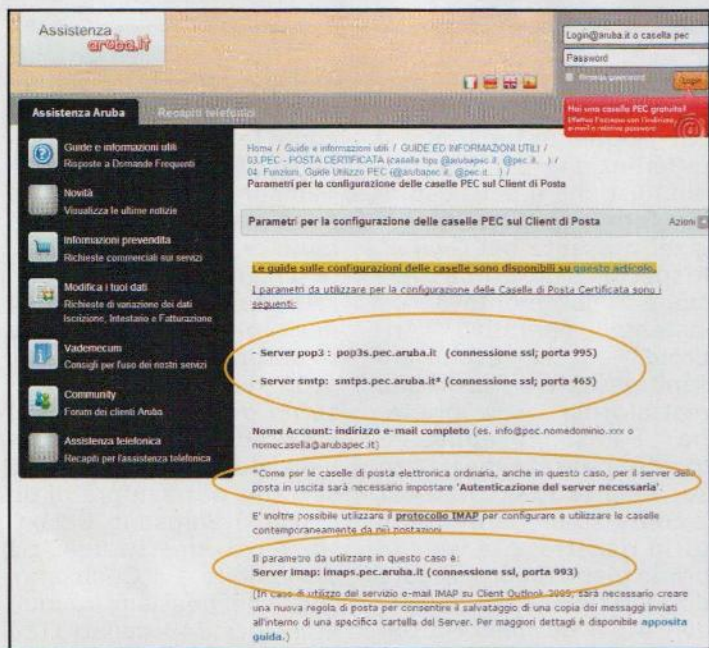 Assistenza
aruba.it
Login@aruba.it o casella pec
Password
Login
Assistenza Aruba
Recapiti telefonici
Hai una casella PEC gratuita?
Effettua l'accesso con l'indirizzo
e-mail e relativa password
Guide e informazioni utili
Risposte a Domande Frequenti
Novità
Visualizza le ultime notizie
Informazioni prevendita
Richieste commerciali sui servizi
Modifica i tuoi dati
Richieste di variazione dei dati
Iscrizione, Intestario e Fatturazione
Vademecum
Consigli per l'uso dei nostri servizi
Community
Forum dei clienti Aruba
Assistenza telefonica
Recapiti per l'assistenza telefonica
Home / Guide e informazioni utili / GUIDE ED INFORMAZIONI UTILI /
03.PEC - POSTA CERTIFICATA (caselle tipo @arubapec.it, @pec.it, ..) /
04. Funzioni, Guide Utilizzo PEC (@arubapec.it, @pec.it, ..) /
Parametri per la configurazione delle caselle PEC sul Client di Posta
Parametri per la configurazione delle caselle PEC sul Client di Posta
Azioni
Le guide sulle configurazioni delle caselle sono disponibili su questo articolo.
I parametri da utilizzare per la configurazione delle Caselle di Posta Certificata sono i
seguenti:
- Server pop3 : pop3s.pec.aruba.it (connessione ssl; porta 995)
- Server smtp: smtps.pec.aruba.it* (connessione ssl; porta 465)
Nome Account: indirizzo e-mail completo (es. info@pec.nomedominio.xxx o
nomecasella@arubapec.it)
*Come per le caselle di posta elettronica ordinaria, anche in questo caso, per il server della
posta in uscita sarà necessario impostare 'Autenticazione del server necessaria'.
E' inoltre possibile utilizzare il protocollo IMAP per configurare e utilizzare le caselle
contemporaneamente da più postazioni
Il parametro da utilizzare in questo caso è:
Server imap: imaps.pec.aruba.it (connessione ssl, porta 993)
(In caso di utilizzo del servizio e-mail IMAP su Client Outlook 2003, sarà necessario creare
una nuova regola di posta per consentire il salvataggio di una copia dei messaggi inviati
all'interno di una specifica cartella del Server. Per maggiori dettagli è disponibile apposita
guida.)